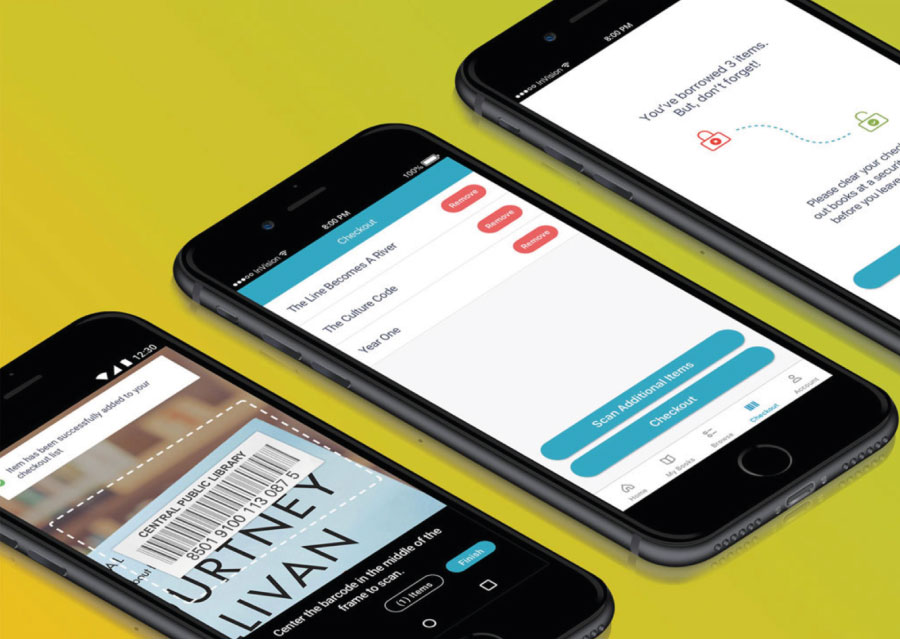 12:30
Item has been successfully added to your
checkout list
CENTRAL PUBLIC LIBRARY
8501 9100 113 0875
URTNEY
LIVAN
Center the barcode in the middle of the
frame to scan.
(1) Items
Finish
InVision
8:00 PM
100%
Checkout
Remove
The Line Becomes A River
Remove
The Culture Code
Remove
Year One
Scan Additional Items
Checkout
Home
My Books
Browse
Checkout
Account
InVision
8:00 PM
You've borrowed 3 items.
But, don't forget!
Please clear your
out books at a
before you leave